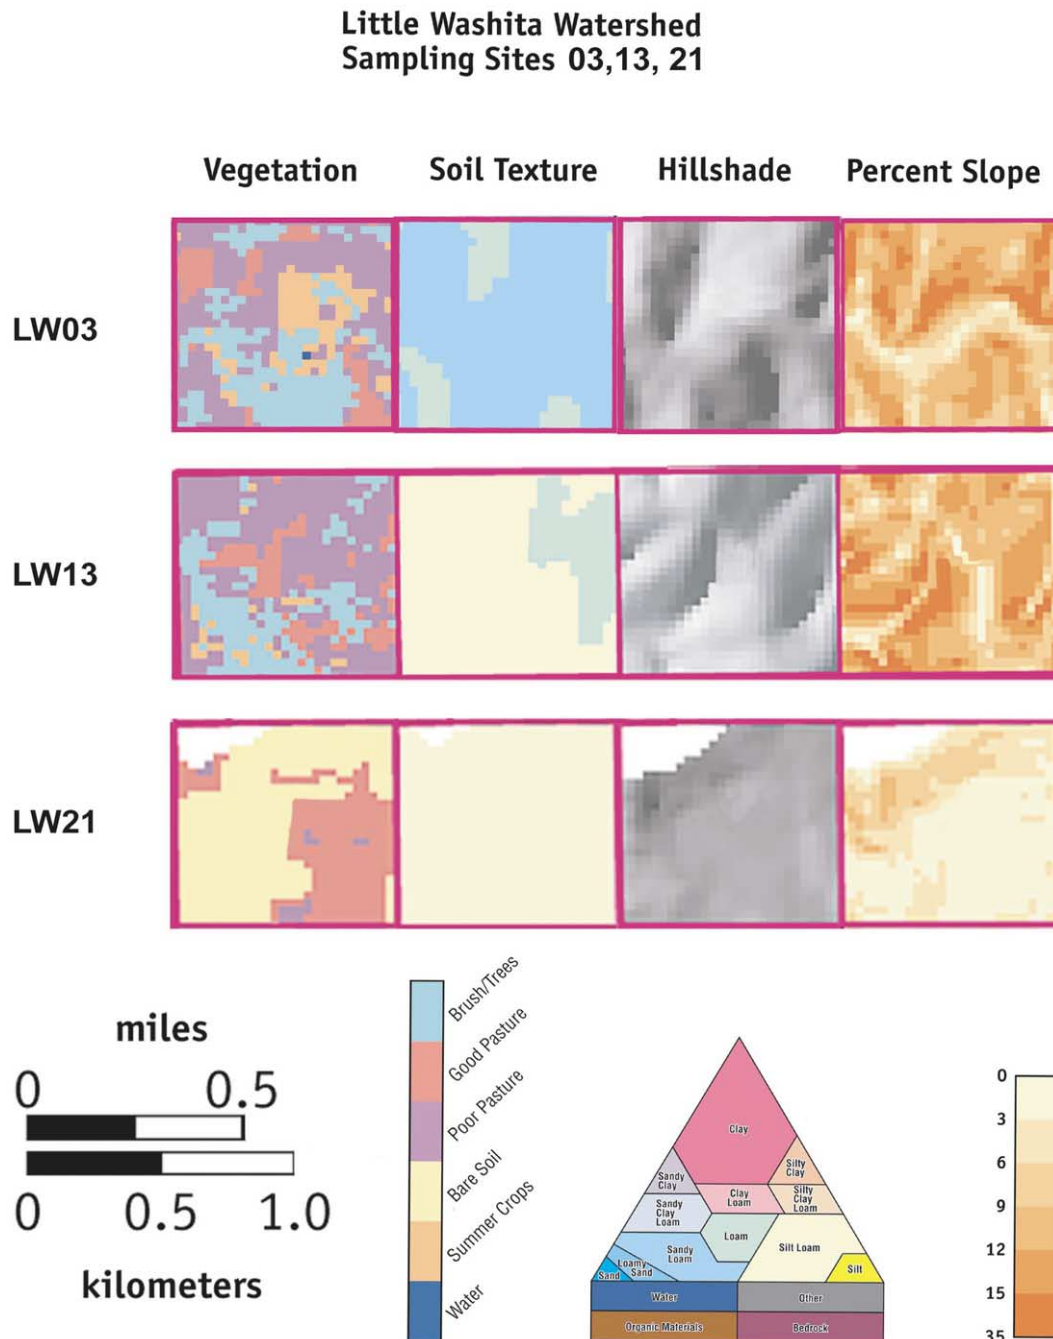 Little Washita Watershed
Sampling Sites 03,13, 21
Vegetation
Soil Texture
Hillshade
Percent Slope
LW03
LW13
LW21
miles
0
0.5
0
0.5
1.0
kilometers
Brush/Trees
Good Pasture
Poor Pasture
Bare Soil
Summer Crops
Water
Clay
Sandy
Clay
Silty
Clay
Sandy
Clay
Loam
Clay
Loam
Silty
Clay
Loam
Loam
Sandy
Loam
Silt Loam
Loamy
Sand
Sand
Silt
Water
Other
Organic Materials
Bedrock
0
3
6
9
12
15
35